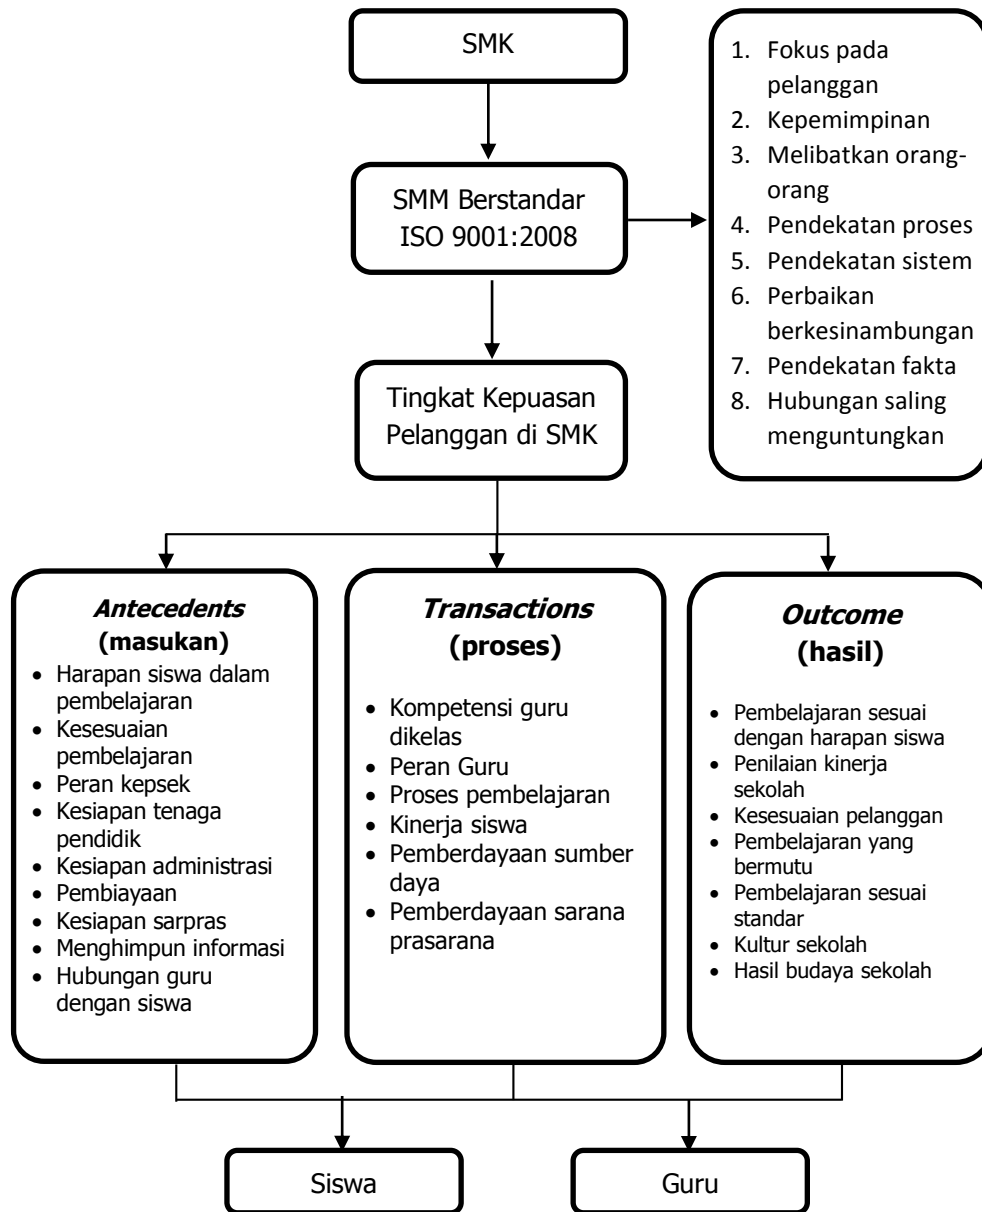 SMK
1. Fokus pada
pelanggan
2. Kepemimpinan
3. Melibatkan orang-
orang
4. Pendekatan proses
5. Pendekatan sistem
6. Perbaikan
berkesinambungan
7. Pendekatan fakta
8. Hubungan saling
menguntungkan
SMM Berstandar
ISO 9001:2008
Tingkat Kepuasan
Pelanggan di SMK
Antecedents
(masukan)
• Harapan siswa dalam
pembelajaran
• Kesesuaian
pembelajaran
• Peran kepsek
• Kesiapan tenaga
pendidik
• Kesiapan administrasi
• Pembiayaan
• Kesiapan sarpras
• Menghimpun informasi
• Hubungan guru
dengan siswa
Transactions
(proses)
• Kompetensi guru
dikelas
• Peran Guru
• Proses pembelajaran
• Kinerja siswa
• Pemberdayaan sumber
daya
• Pemberdayaan sarana
prasarana
Outcome
(hasil)
• Pembelajaran sesuai
dengan harapan siswa
• Penilaian kinerja
sekolah
• Kesesuaian pelanggan
• Pembelajaran yang
bermutu
• Pembelajaran sesuai
standar
• Kultur sekolah
• Hasil budaya sekolah
Siswa
Guru